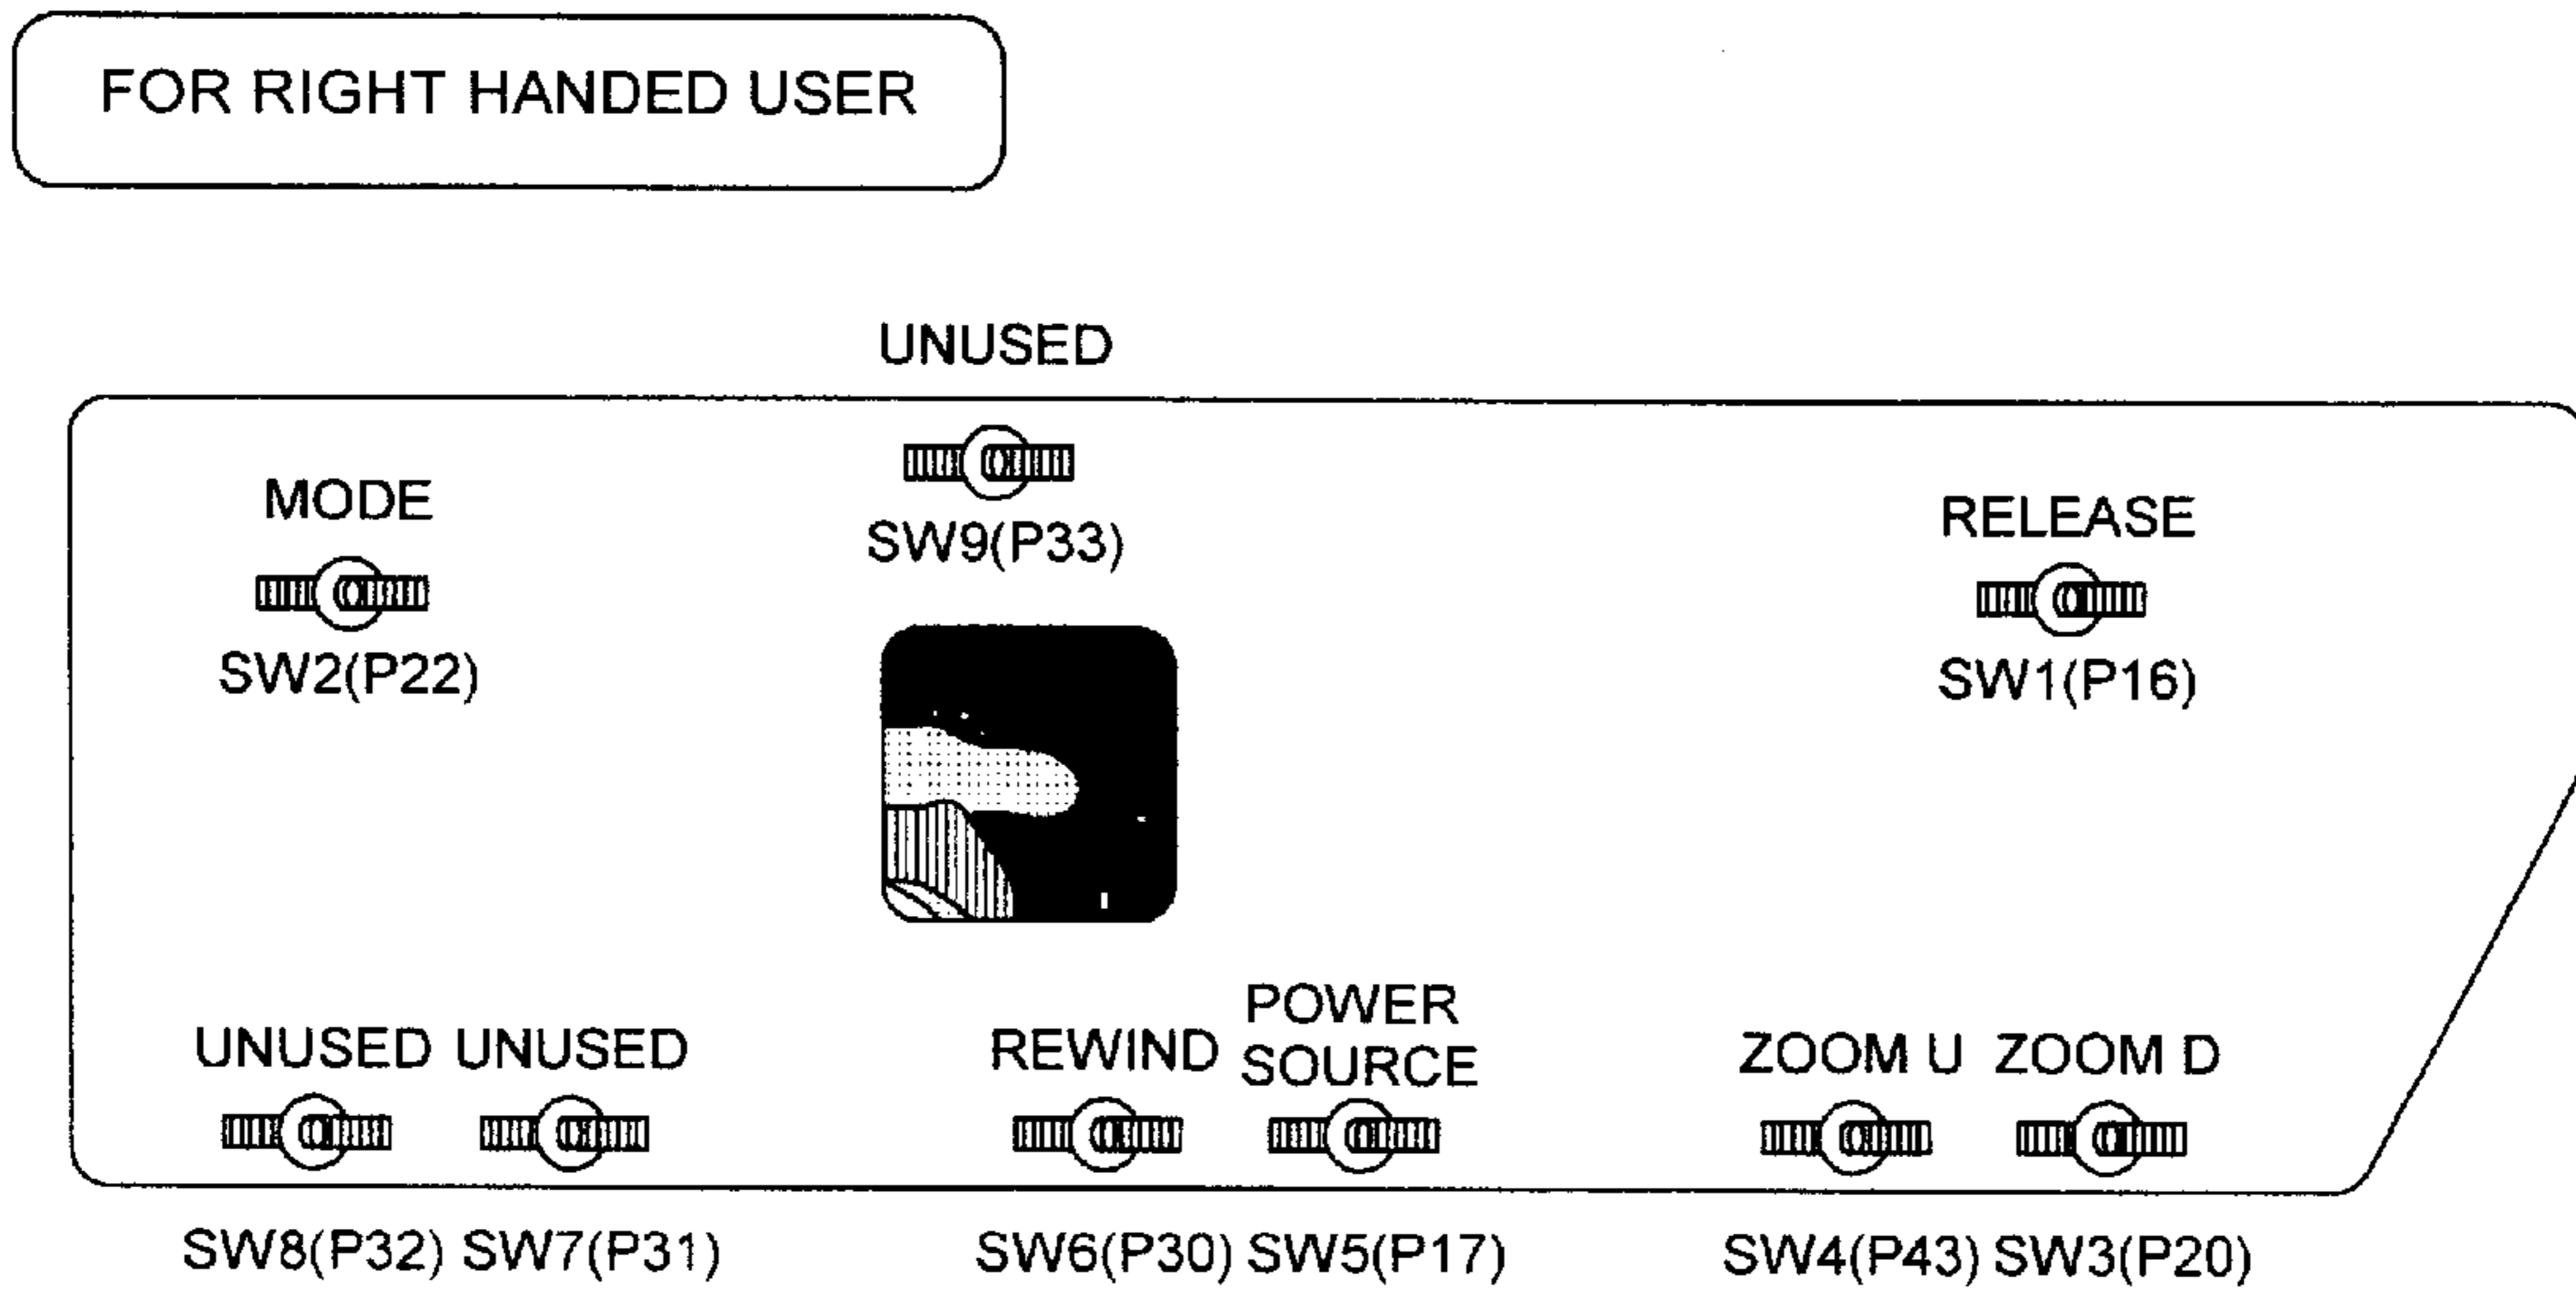 FOR RIGHT HANDED USER
UNUSED
MODE
SW9(P33)
RELEASE
SW2(P22)
SW1(P16)
UNUSED UNUSED
REWIND
POWER
SOURCE
ZOOM U ZOOM D
SW8(P32) SW7(P31)
SW6(P30) SW5(P17)
SW4(P43) SW3(P20)